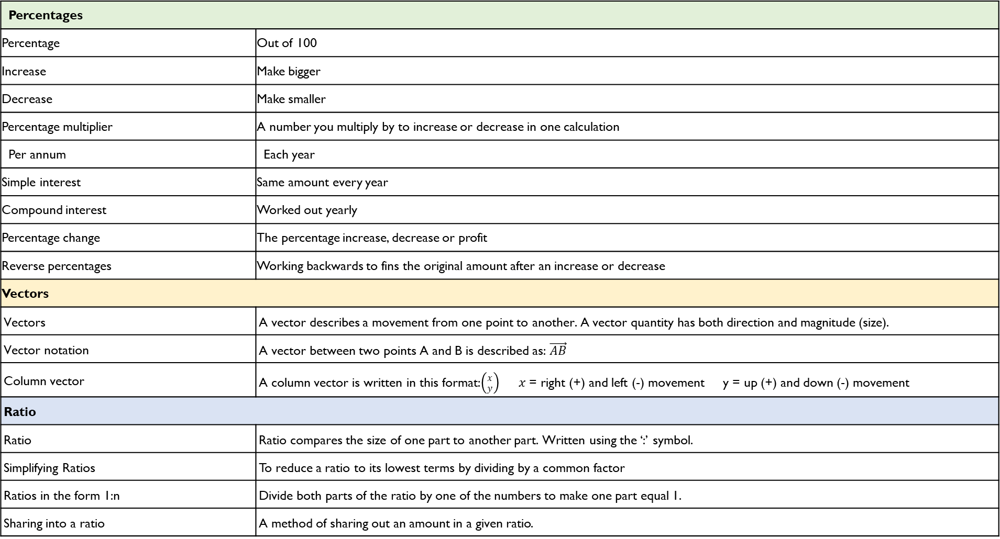 Percentages
Percentage Out of 100
Increase Make bigger
Decrease Make smaller
Percentage multiplier A number you multiply by to increase or decrease in one calculation
Per annum Each year
Simple interest Same amount every year
Compound interest Worked out yearly
Percentage change The percentage increase, decrease or profit
Reverse percentages Working backwards to fins the original amount after an increase or decrease
Vectors
Vectors A vector describes a movement from one point to another. A vector quantity has both direction and magnitude (size).
Vector notation A vector between two points A and B is described as: $\overrightarrow{AB}$
Column vector A column vector is written in this format: $\binom{x}{y}$ x = right (+) and left (-) movement y = up (+) and down (-) movement
Ratio
Ratio Ratio compares the size of one part to another part. Written using the ‘:’ symbol.
Simplifying Ratios To reduce a ratio to its lowest terms by dividing by a common factor
Ratios in the form 1:n Divide both parts of the ratio by one of the numbers to make one part equal 1.
Sharing into a ratio A method of sharing out an amount in a given ratio.